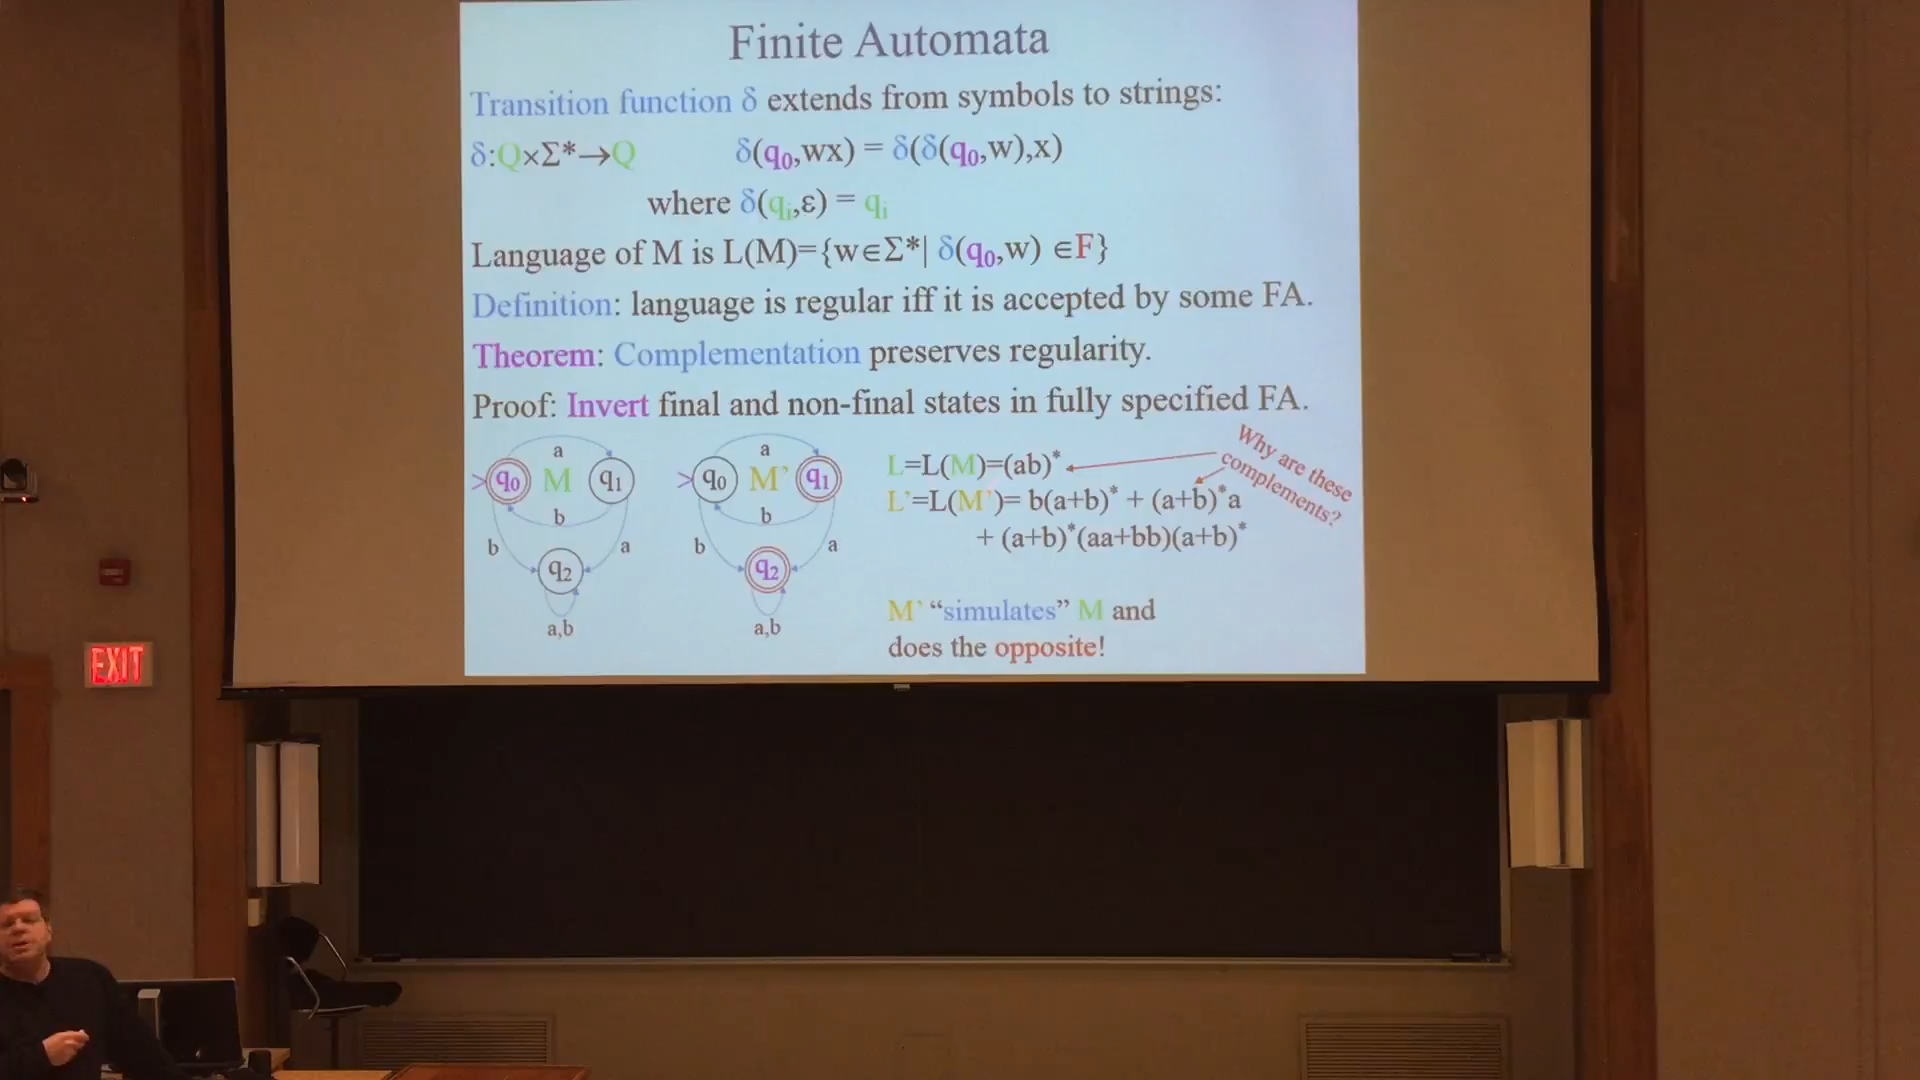 Finite Automata
Transition function δ extends from symbols to strings:
δ:Q×Σ*→Q δ(q₀,wx) = δ(δ(q₀,w),x)
where δ(qᵢ,ε) = qᵢ
Language of M is L(M)={w∈Σ*| δ(q₀,w) ∈F}
Definition: language is regular iff it is accepted by some FA.
Theorem: Complementation preserves regularity.
Proof: Invert final and non-final states in fully specified FA.
a
>q₀ M q₁
b
b a
q₂
a,b
a
>q₀ M' q₁
b
b a
q₂
a,b
L=L(M)=(ab)*
L'=L(M')= b(a+b)* + (a+b)*a
+ (a+b)*(aa+bb)(a+b)*
Why are these
complements?
M' “simulates” M and
does the opposite!
EXIT